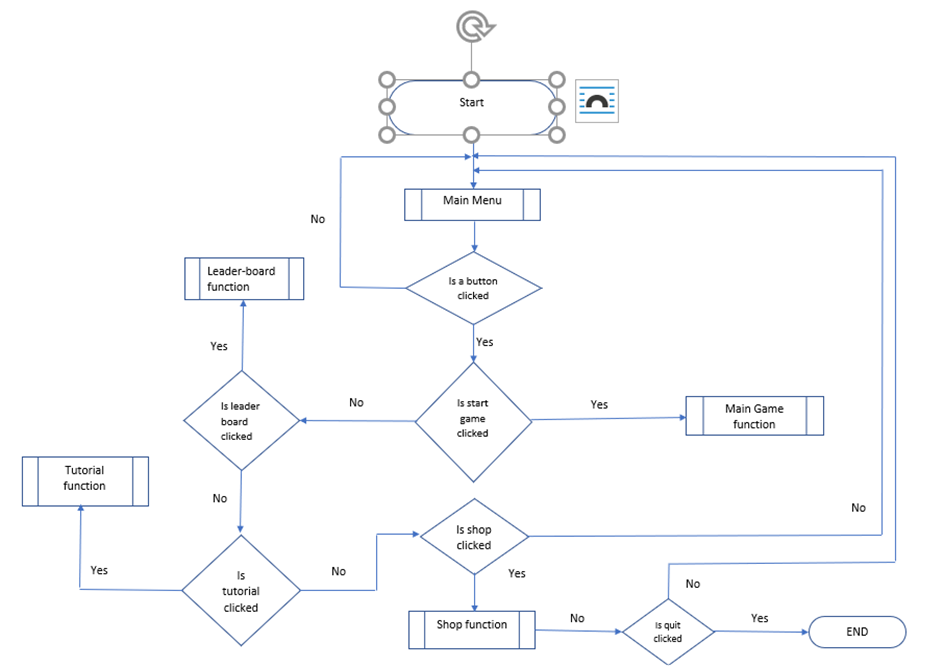 Start
Main Menu
No
Is a button
clicked
Leader-board
function
Yes
Yes
Is leader
board
clicked
No
Is start
game
clicked
Yes
Main Game
function
Tutorial
function
No
Is shop
clicked
No
Yes
Is
tutorial
clicked
No
Yes
No
Shop function
No
Is quit
clicked
Yes
END